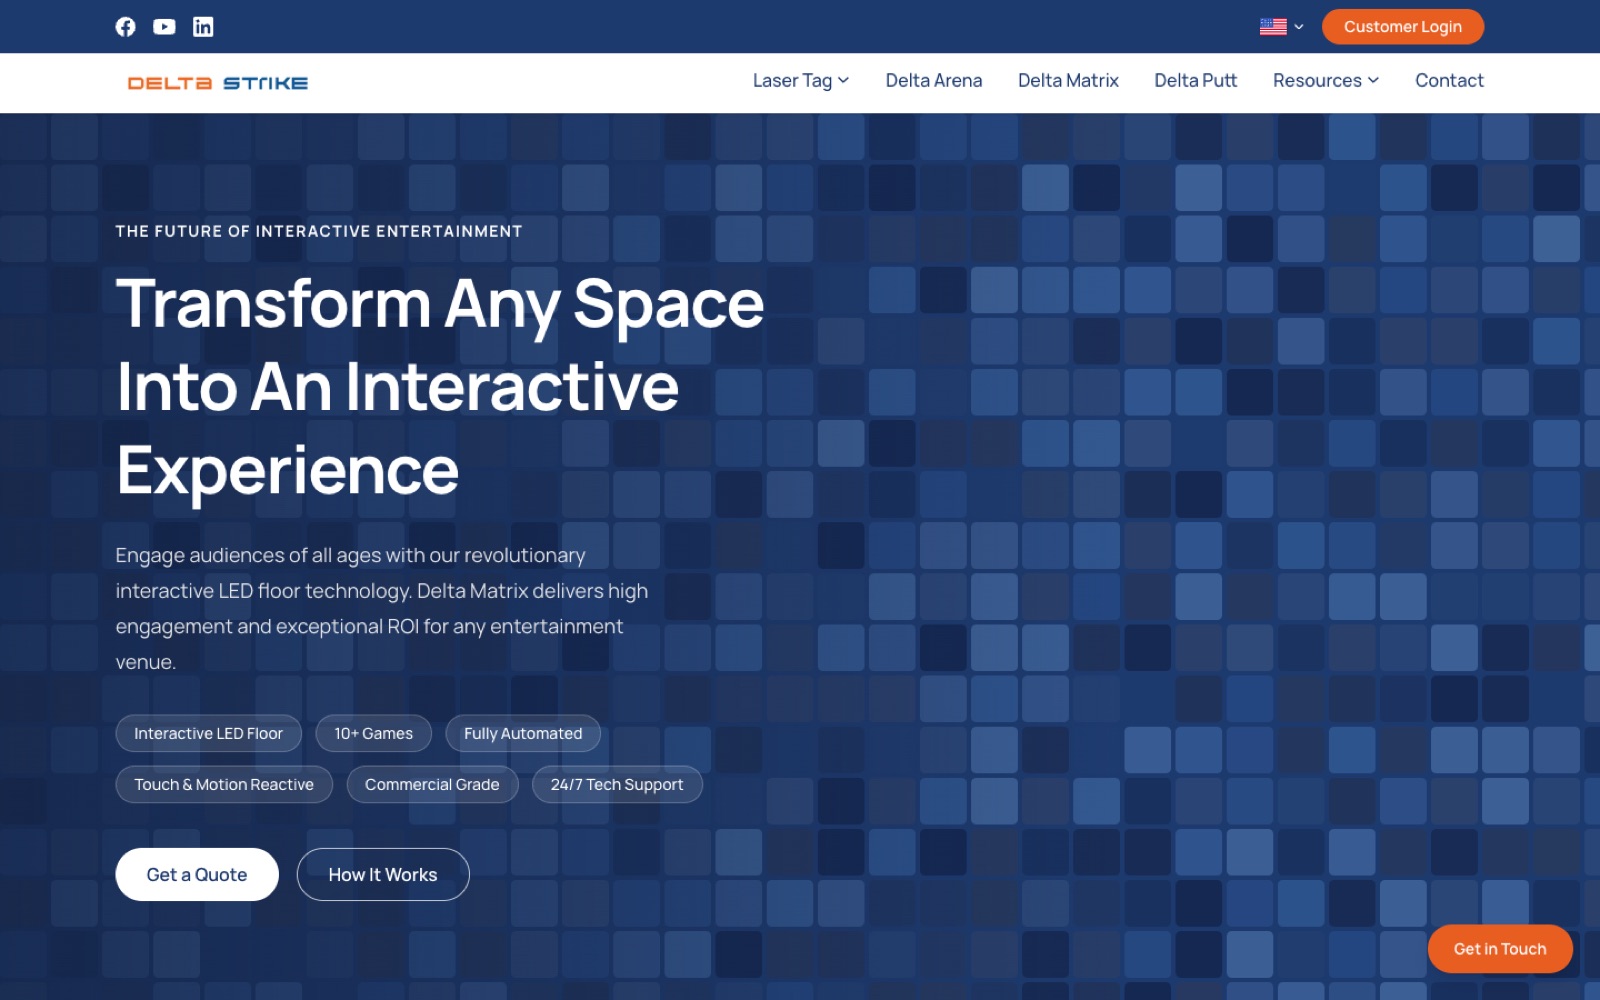 Customer Login
DELTA STRIKE
Laser Tag
Delta Arena
Delta Matrix
Delta Putt
Resources
Contact
THE FUTURE OF INTERACTIVE ENTERTAINMENT
Transform Any Space
Into An Interactive
Experience
Engage audiences of all ages with our revolutionary
interactive LED floor technology. Delta Matrix delivers high
engagement and exceptional ROI for any entertainment
venue.
Interactive LED Floor
10+ Games
Fully Automated
Touch & Motion Reactive
Commercial Grade
24/7 Tech Support
Get a Quote
How It Works
Get in Touch